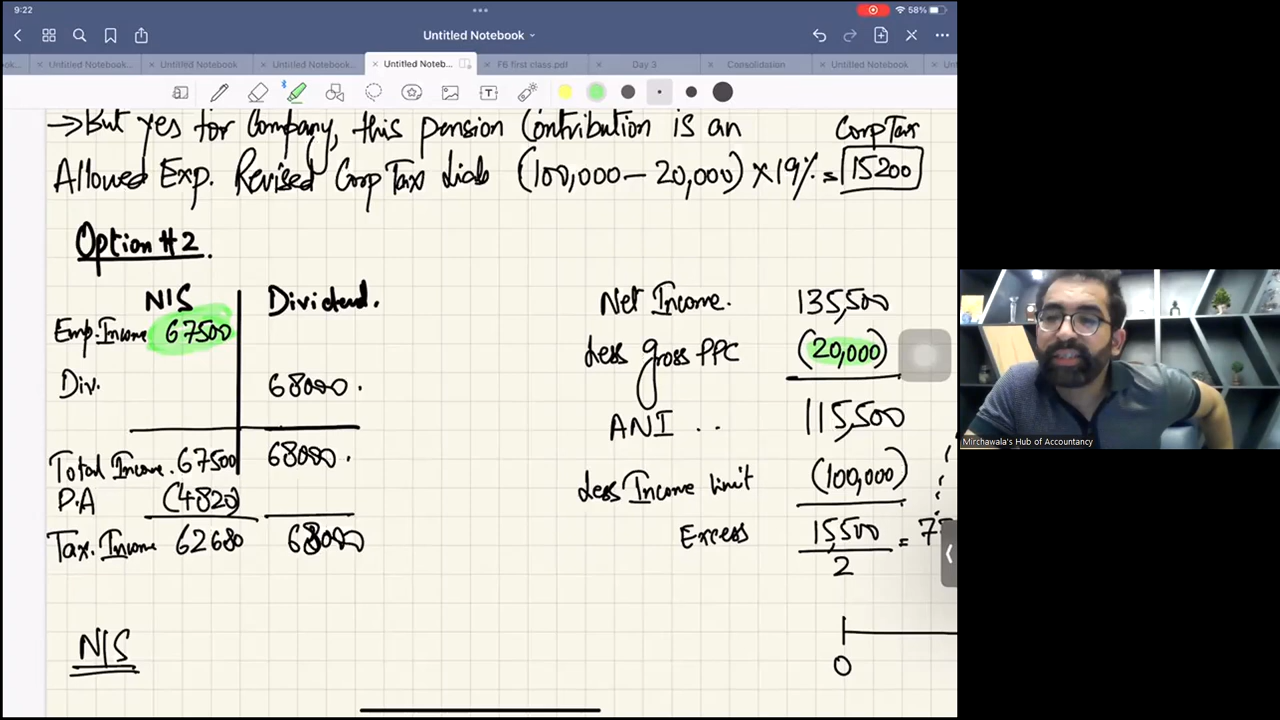 9:22
58%
Untitled Notebook
Untitled Notebook...
Untitled Notebook
Untitled Notebook...
Untitled Noteb...
F6 first class.pdf
Day 3
Consolidation
Untitled Notebook
T
→ But yes for Company, this pension Contribution is an
Allowed Exp. Revised Corp Tax Liab (100,000 – 20,000) × 19% = 15200
Corp Tax
Option #2.
NIS Dividend.
Emp. Income 67500
Div. 68000.
Total Income. 67500 68000.
P.A (4820)
Tax. Income 62680 68000
NIS
Net Income. 135,500
Less Gross PPC (20,000)
ANI .. 115,500
Less Income limit (100,000)
Excess 15,500 =
2
0
Mirchawala's Hub of Accountancy